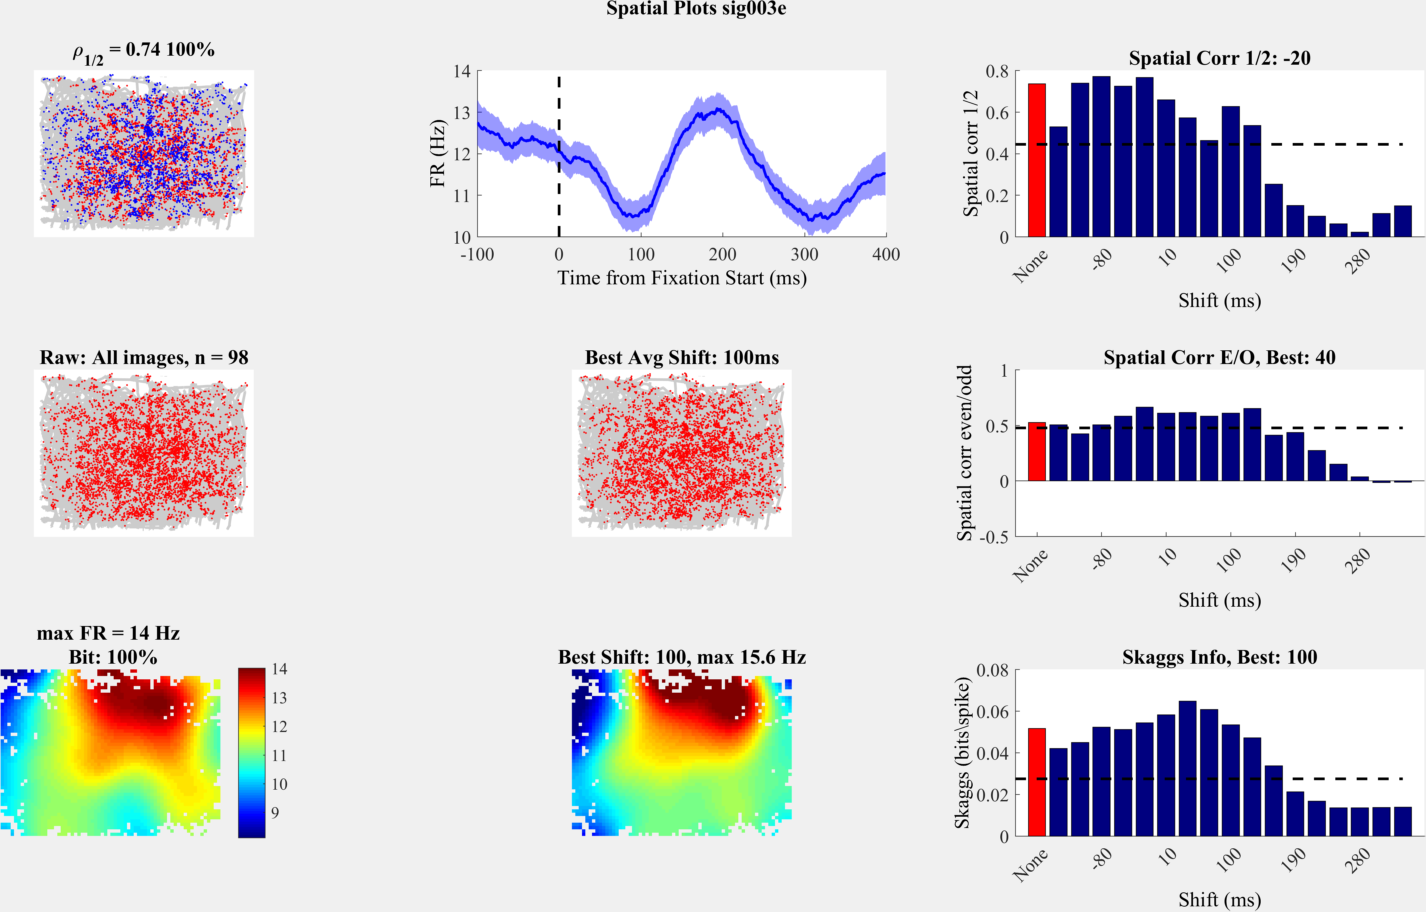 Spatial Plots sig003e
ρ1/2 = 0.74 100%
14
13
12
11
10
FR (Hz)
-100 0 100 200 300 400
Time from Fixation Start (ms)
Spatial Corr 1/2: -20
0.8
0.6
0.4
0.2
0
Spatial corr 1/2
None -80 10 100 190 280
Shift (ms)
Raw: All images, n = 98
Best Avg Shift: 100ms
Spatial Corr E/O, Best: 40
1
0.5
0
-0.5
Spatial corr even/odd
None -80 10 100 190 280
Shift (ms)
max FR = 14 Hz
Bit: 100%
14
13
12
11
10
9
Best Shift: 100, max 15.6 Hz
Skaggs Info, Best: 100
0.08
0.06
0.04
0.02
0
Skaggs (bits\spike)
None -80 10 100 190 280
Shift (ms)